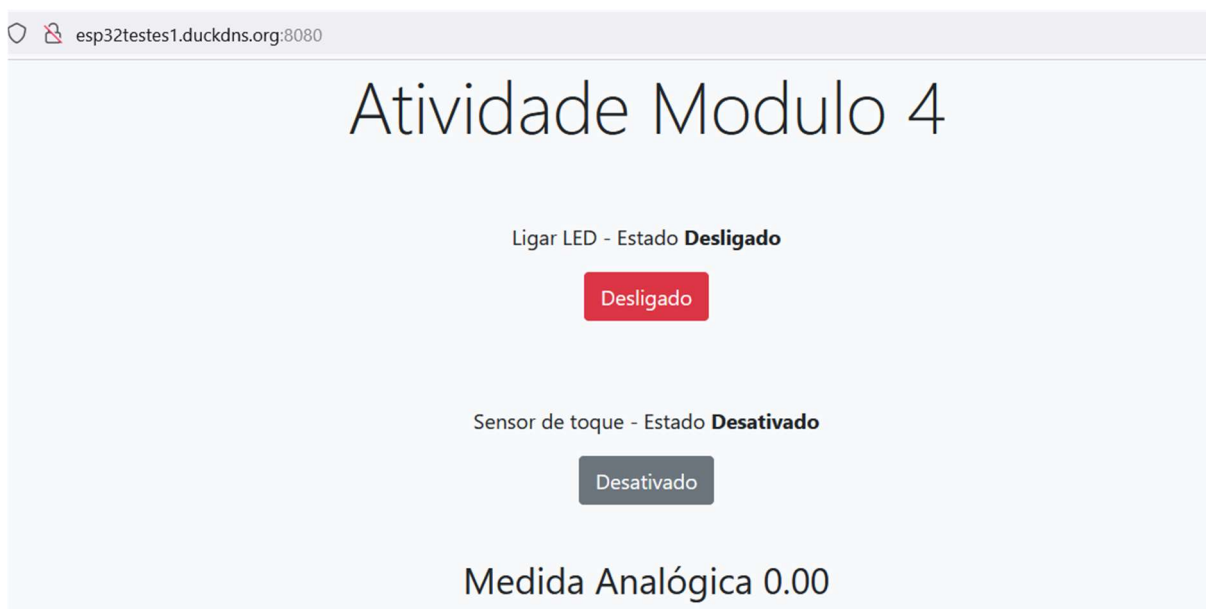 esp32testes1.duckdns.org:8080
Atividade Modulo 4
Ligar LED - Estado Desligado
Desligado
Sensor de toque - Estado Desativado
Desativado
Medida Analógica 0.00